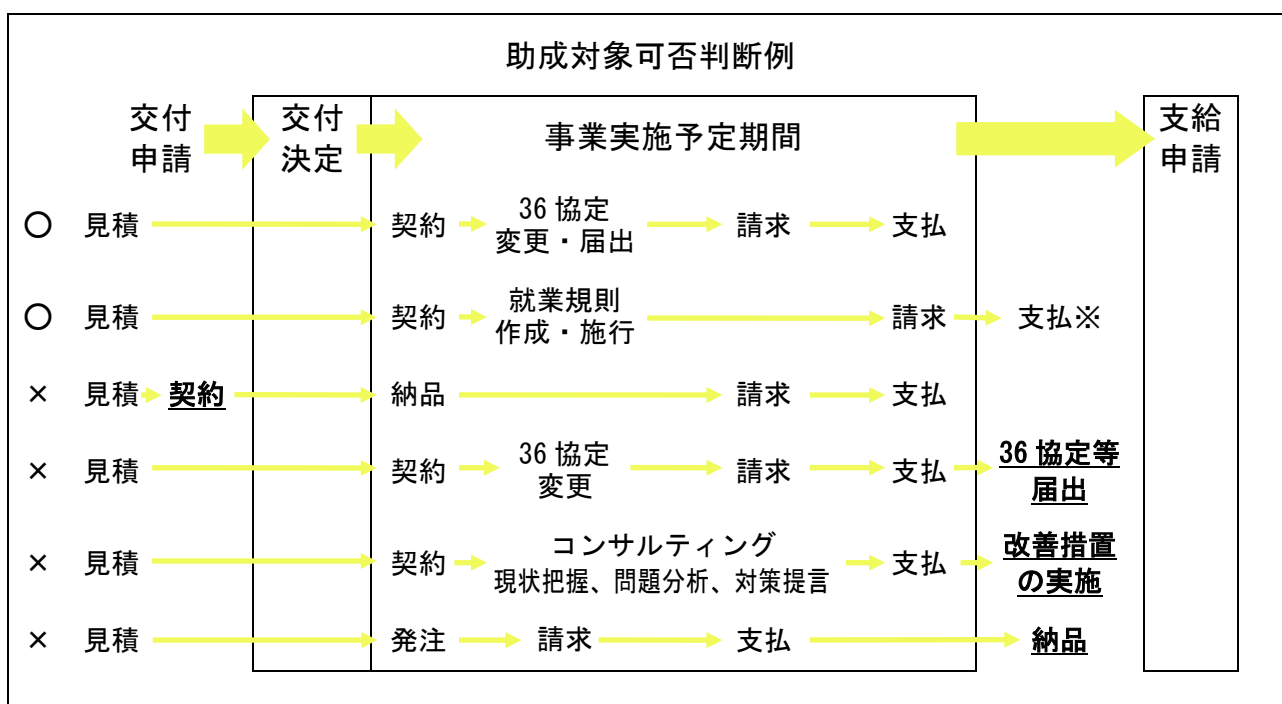 助成対象可否判断例
交付
申請
交付
決定
事業実施予定期間
支給
申請
○ 見積 契約 36 協定
変更・届出 請求 支払
○ 見積 契約 就業規則
作成・施行 請求 支払※
× 見積 契約 納品 請求 支払
× 見積 契約 36 協定
変更 請求 支払 36 協定等
届出
× 見積 契約 コンサルティング
現状把握、問題分析、対策提言 支払 改善措置
の実施
× 見積 発注 請求 支払 納品